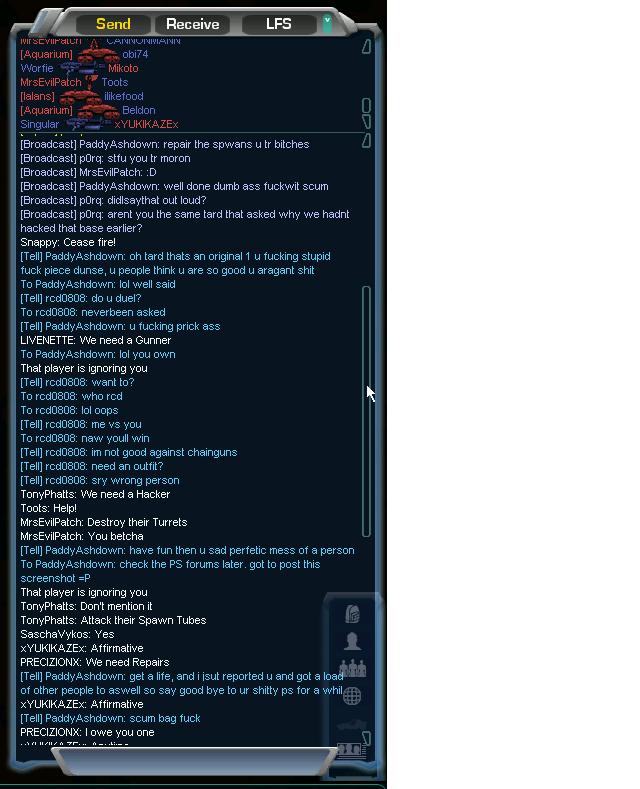 Send Receive LFS
MrsEvilPatch CANNONMANN
[Aquarium] obi74
Worfie Mikoto
MrsEvilPatch Toots
[lalans] ilikefood
[Aquarium] Beldon
Singular xYUKIKAZEx
[Broadcast] PaddyAshdown: repair the spwans u tr bitches
[Broadcast] p0rq: stfu you tr moron
[Broadcast] MrsEvilPatch: :D
[Broadcast] PaddyAshdown: well done dumb ass fuckwit scum
[Broadcast] p0rq: didIsaythat out loud?
[Broadcast] p0rq: arent you the same tard that asked why we hadnt
hacked that base earlier?
Snappy: Cease fire!
[Tell] PaddyAshdown: oh tard thats an original 1 u fucking stupid
fuck piece dunse, u people think u are so good u aragant shit
To PaddyAshdown: lol well said
[Tell] rcd0808: do u duel?
To rcd0808: neverbeen asked
[Tell] PaddyAshdown: u fucking prick ass
LIVENETTE: We need a Gunner
To PaddyAshdown: lol you own
That player is ignoring you
[Tell] rcd0808: want to?
To rcd0808: who rcd
To rcd0808: lol oops
[Tell] rcd0808: me vs you
To rcd0808: naw youll win
[Tell] rcd0808: im not good against chainguns
[Tell] rcd0808: need an outfit?
[Tell] rcd0808: sry wrong person
TonyPhatts: We need a Hacker
Toots: Help!
MrsEvilPatch: Destroy their Turrets
MrsEvilPatch: You betcha
[Tell] PaddyAshdown: have fun then u sad perfetic mess of a person
To PaddyAshdown: check the PS forums later. got to post this
screenshot =P
That player is ignoring you
TonyPhatts: Don't mention it
TonyPhatts: Attack their Spawn Tubes
SaschaVykos: Yes
xYUKIKAZEx: Affirmative
PRECIZIONX: We need Repairs
[Tell] PaddyAshdown: get a life, and i jsut reported u and got a load
of other people to aswell so say good bye to ur shitty ps for a whil
xYUKIKAZEx: Affirmative
[Tell] PaddyAshdown: scum bag fuck
PRECIZIONX: I owe you one
xYUKIKAZEx: Anytime